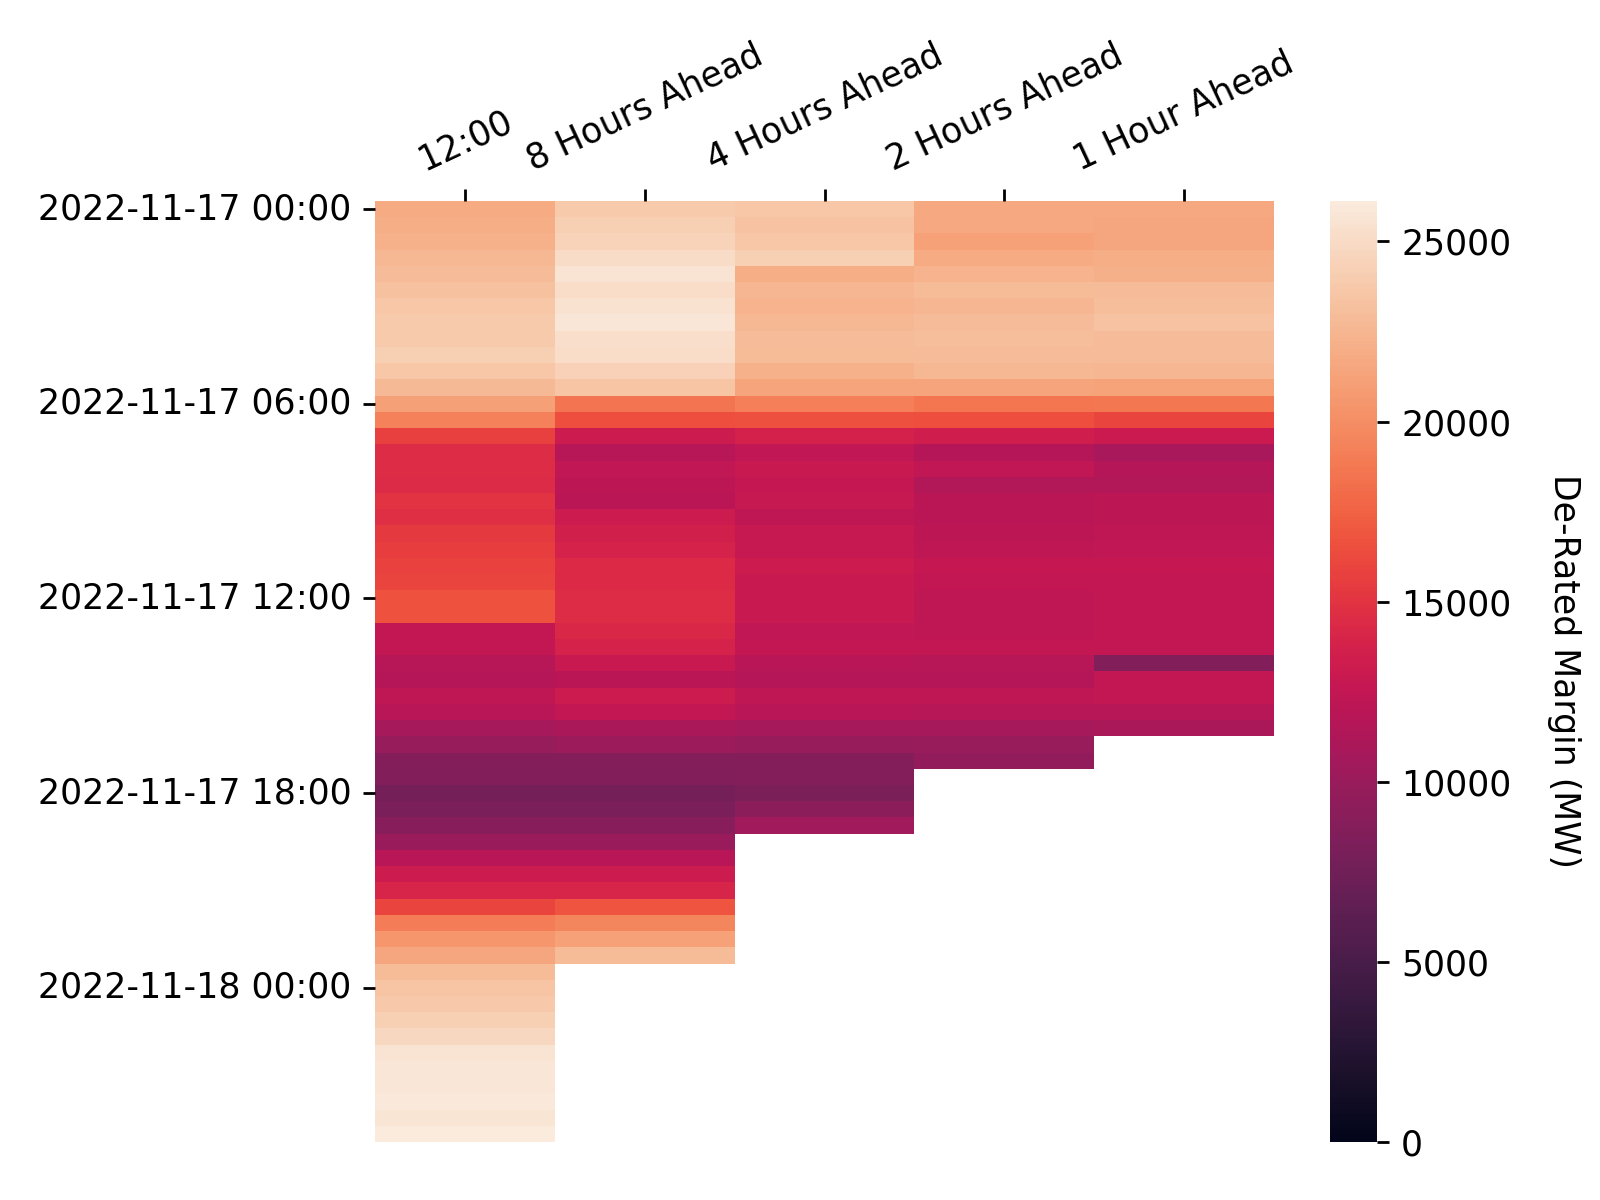 12:00
8 Hours Ahead
4 Hours Ahead
2 Hours Ahead
1 Hour Ahead
2022-11-17 00:00
2022-11-17 06:00
2022-11-17 12:00
2022-11-17 18:00
2022-11-18 00:00
25000
20000
15000
10000
5000
0
De-Rated Margin (MW)